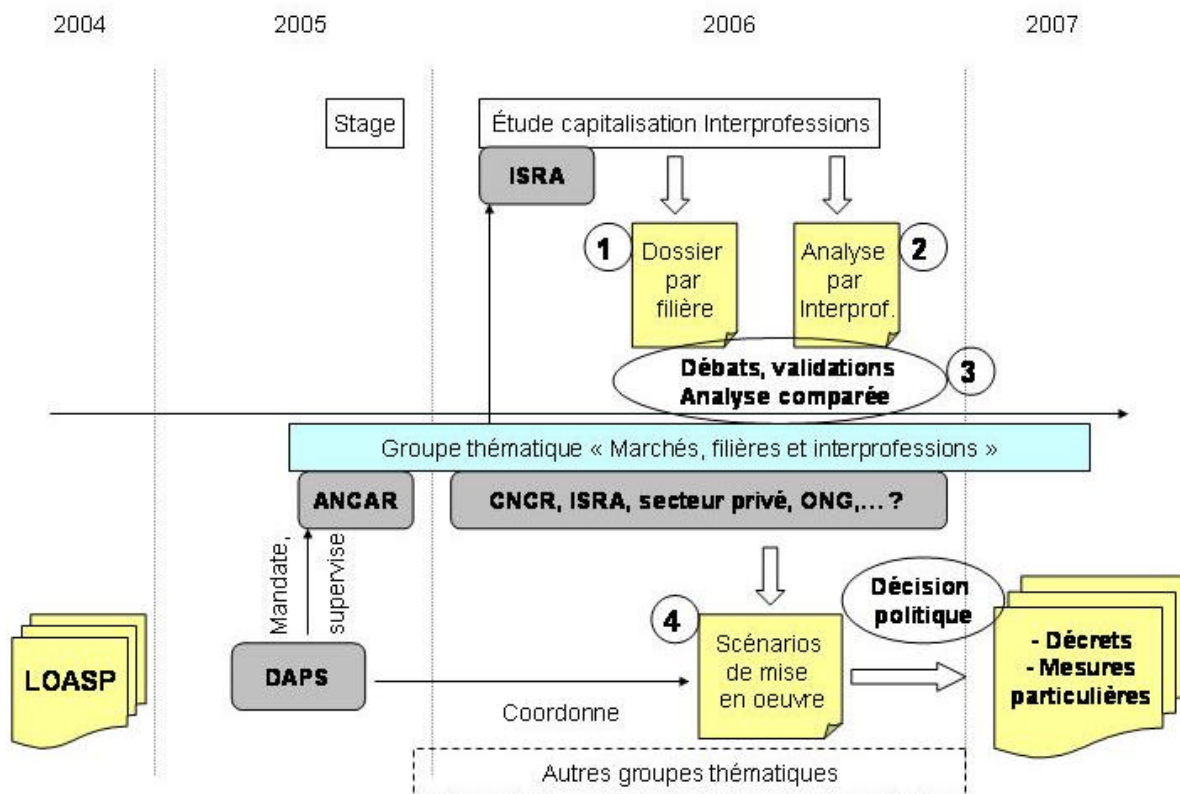 2004
2005
2006
2007
Stage
Étude capitalisation Interprofessions
ISRA
1
Dossier
par
filière
Analyse
par
Interprof.
2
Débats, validations
Analyse comparée
3
Groupe thématique « Marchés, filières et interprofessions »
ANCAR
CNCR, ISRA, secteur privé, ONG,... ?
Mandate,
supervise
LOASP
DAPS
Coordonne
4
Scénarios
de mise
en oeuvre
Décision
politique
- Décrets
- Mesures
particulières
Autres groupes thématiques